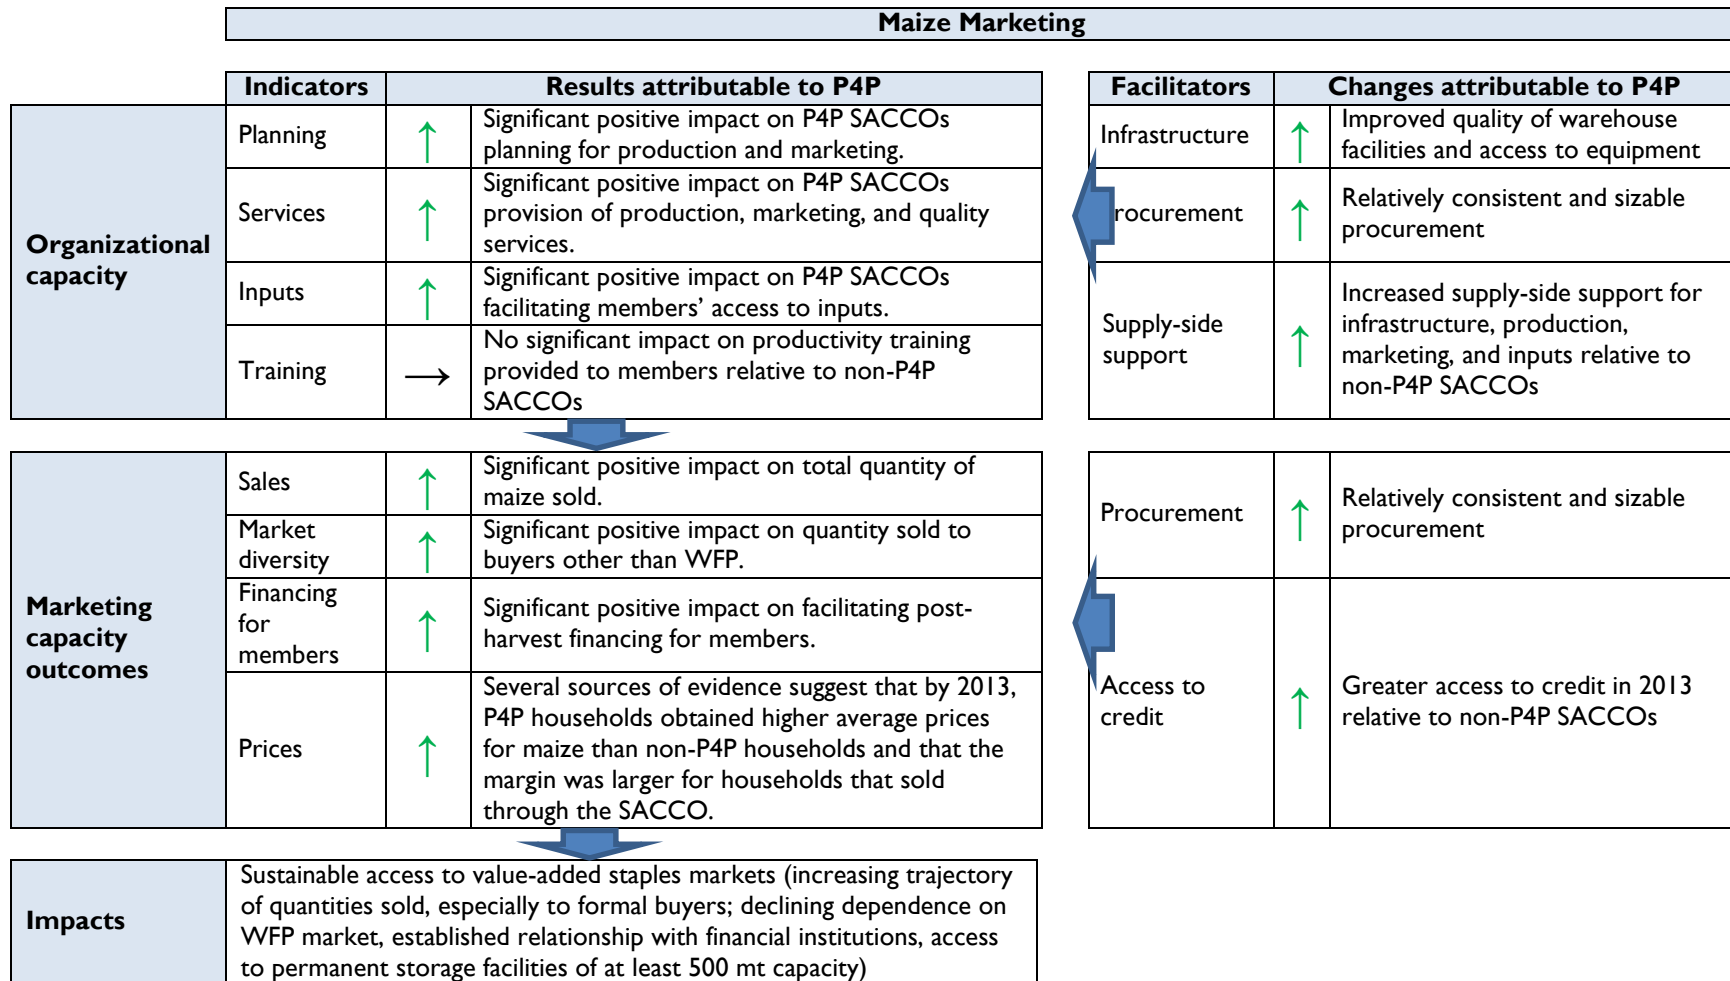 Maize Marketing
Indicators
Results attributable to P4P
Organizational
capacity
Planning
Significant positive impact on P4P SACCOs
planning for production and marketing.
Services
Significant positive impact on P4P SACCOs
provision of production, marketing, and quality
services.
Inputs
Significant positive impact on P4P SACCOs
facilitating members’ access to inputs.
Training
No significant impact on productivity training
provided to members relative to non-P4P
SACCOs
Facilitators
Changes attributable to P4P
Infrastructure
Improved quality of warehouse
facilities and access to equipment
rocurement
Relatively consistent and sizable
procurement
Supply-side
support
Increased supply-side support for
infrastructure, production,
marketing, and inputs relative to
non-P4P SACCOs
Marketing
capacity
outcomes
Sales
Significant positive impact on total quantity of
maize sold.
Market
diversity
Significant positive impact on quantity sold to
buyers other than WFP.
Financing
for
members
Significant positive impact on facilitating post-
harvest financing for members.
Prices
Several sources of evidence suggest that by 2013,
P4P households obtained higher average prices
for maize than non-P4P households and that the
margin was larger for households that sold
through the SACCO.
Procurement
Relatively consistent and sizable
procurement
Access to
credit
Greater access to credit in 2013
relative to non-P4P SACCOs
Impacts
Sustainable access to value-added staples markets (increasing trajectory
of quantities sold, especially to formal buyers; declining dependence on
WFP market, established relationship with financial institutions, access
to permanent storage facilities of at least 500 mt capacity)